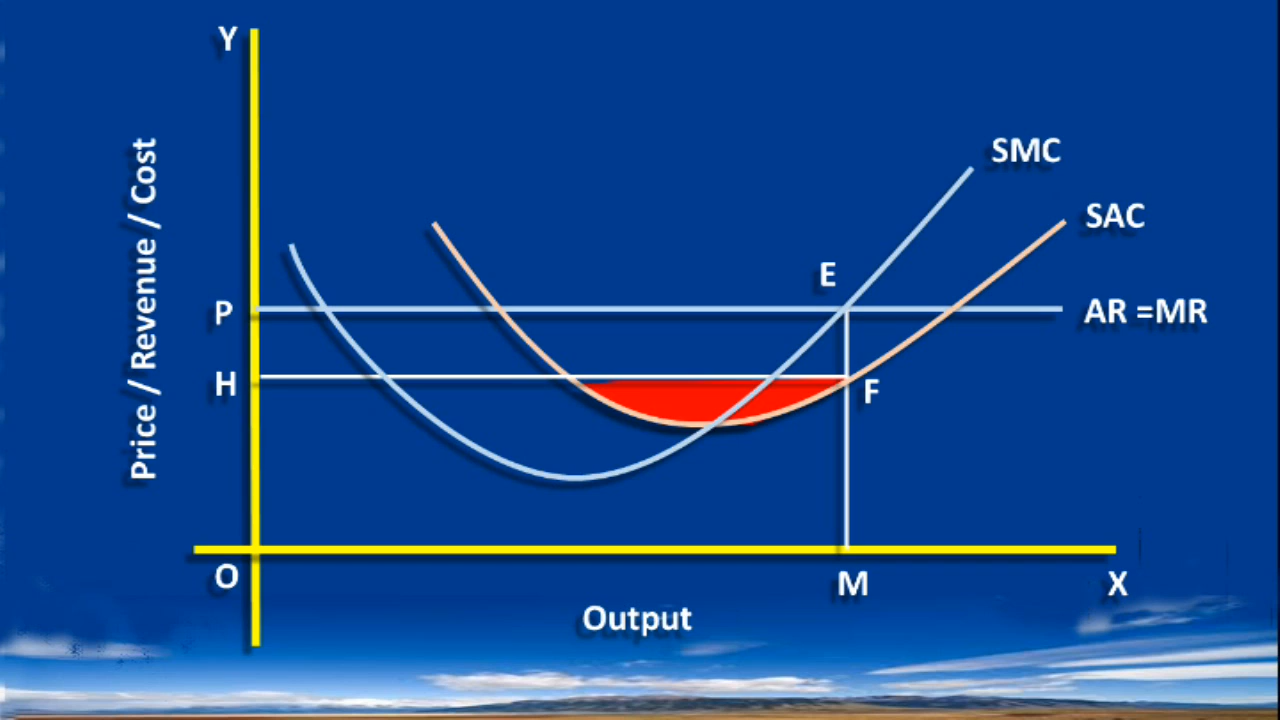 Y
Price / Revenue / Cost
SMC
SAC
E
P
AR =MR
H
F
O
M
X
Output